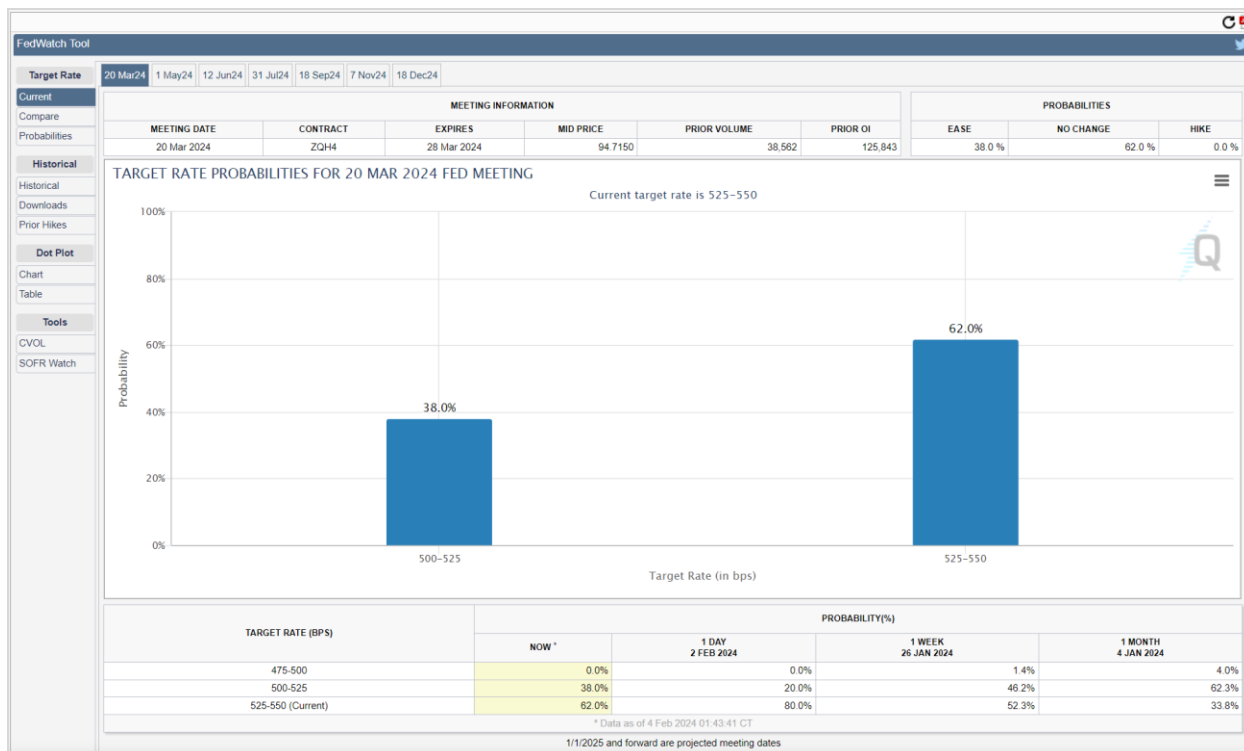 FedWatch Tool
Target Rate
Current
Compare
Probabilities
Historical
Historical
Downloads
Prior Hikes
Dot Plot
Chart
Table
Tools
CVOL
SOFR Watch
20 Mar24 1 May24 12 Jun24 31 Jul24 18 Sep24 7 Nov24 18 Dec24
MEETING INFORMATION
MEETING DATE CONTRACT EXPIRES MID PRICE PRIOR VOLUME PRIOR OI
20 Mar 2024 ZQH4 28 Mar 2024 94.7150 38,562 125,843
PROBABILITIES
EASE NO CHANGE HIKE
38.0 % 62.0 % 0.0 %
TARGET RATE PROBABILITIES FOR 20 MAR 2024 FED MEETING
Current target rate is 525-550
Probability
100%
80%
60%
40%
20%
0%
38.0%
62.0%
Q
500-525 525-550
Target Rate (in bps)
TARGET RATE (BPS) PROBABILITY(%)
NOW * 1 DAY 1 WEEK 1 MONTH
2 FEB 2024 26 JAN 2024 4 JAN 2024
475-500 0.0% 0.0% 1.4% 4.0%
500-525 38.0% 20.0% 46.2% 62.3%
525-550 (Current) 62.0% 80.0% 52.3% 33.8%
* Data as of 4 Feb 2024 01:43:41 CT
1/1/2025 and forward are projected meeting dates